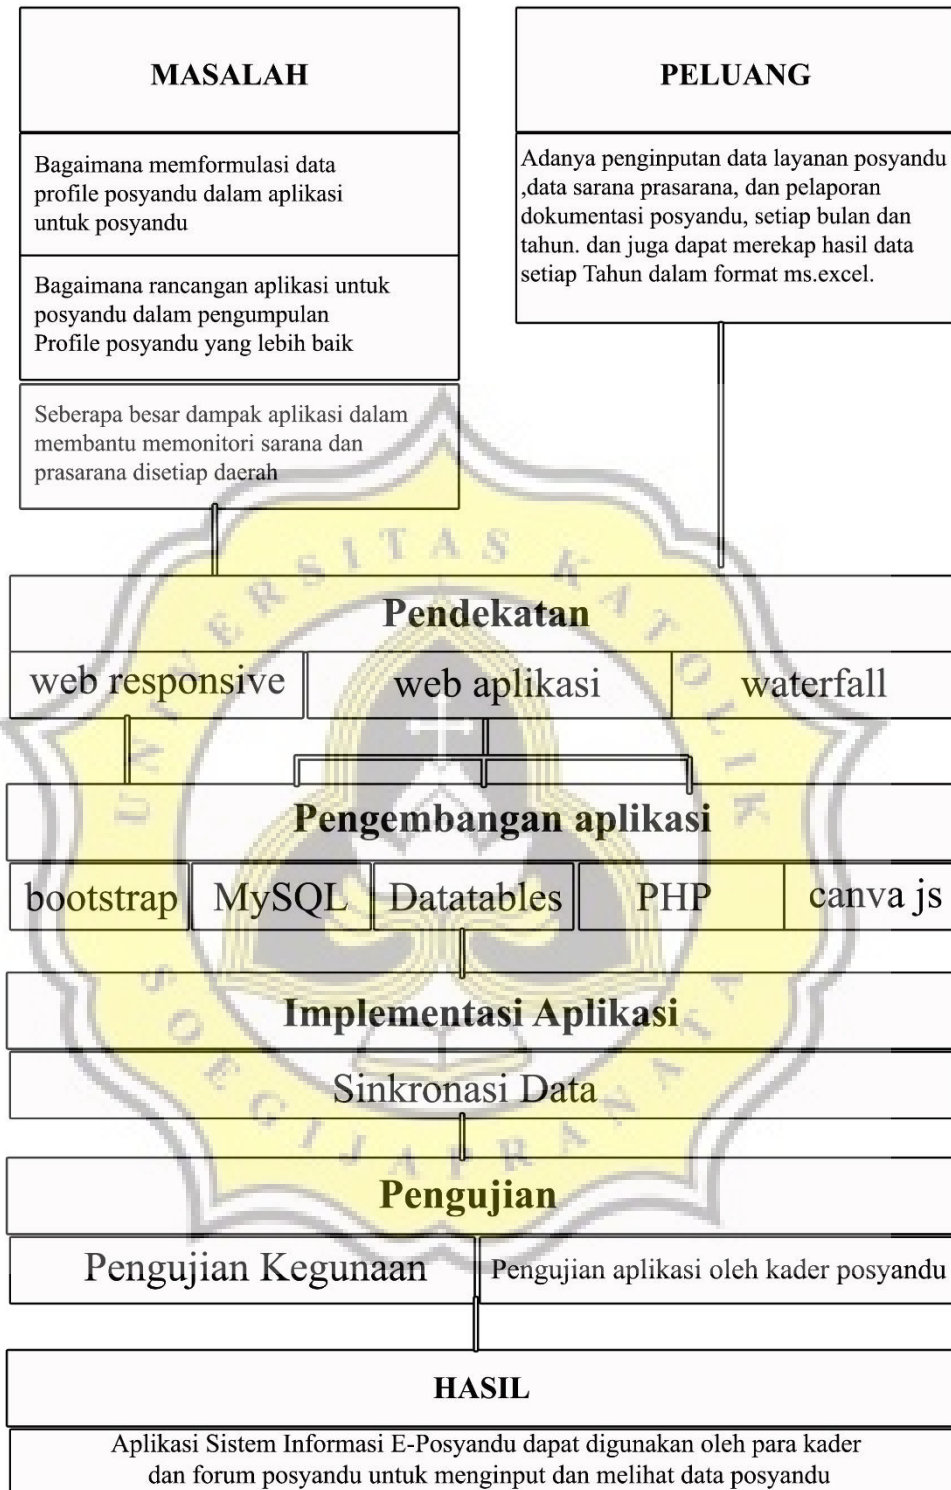 MASALAH
Bagaimana memformulasi data
profile posyandu dalam aplikasi
untuk posyandu
Bagaimana rancangan aplikasi untuk
posyandu dalam pengumpulan
Profile posyandu yang lebih baik
Seberapa besar dampak aplikasi dalam
membantu memonitori sarana dan
prasarana disetiap daerah
PELUANG
Adanya penginputan data layanan posyandu
,data sarana prasarana, dan pelaporan
dokumentasi posyandu, setiap bulan dan
tahun. dan juga dapat merekap hasil data
setiap Tahun dalam format ms.excel.
UNIVERSITAS KATOLIK
SOEGIJAPRANATA
Pendekatan
web responsive
web aplikasi
waterfall
Pengembangan aplikasi
bootstrap
MySQL
Datatables
PHP
canva js
Implementasi Aplikasi
Sinkronasi Data
Pengujian
Pengujian Kegunaan
Pengujian aplikasi oleh kader posyandu
HASIL
Aplikasi Sistem Informasi E-Posyandu dapat digunakan oleh para kader
dan forum posyandu untuk menginput dan melihat data posyandu